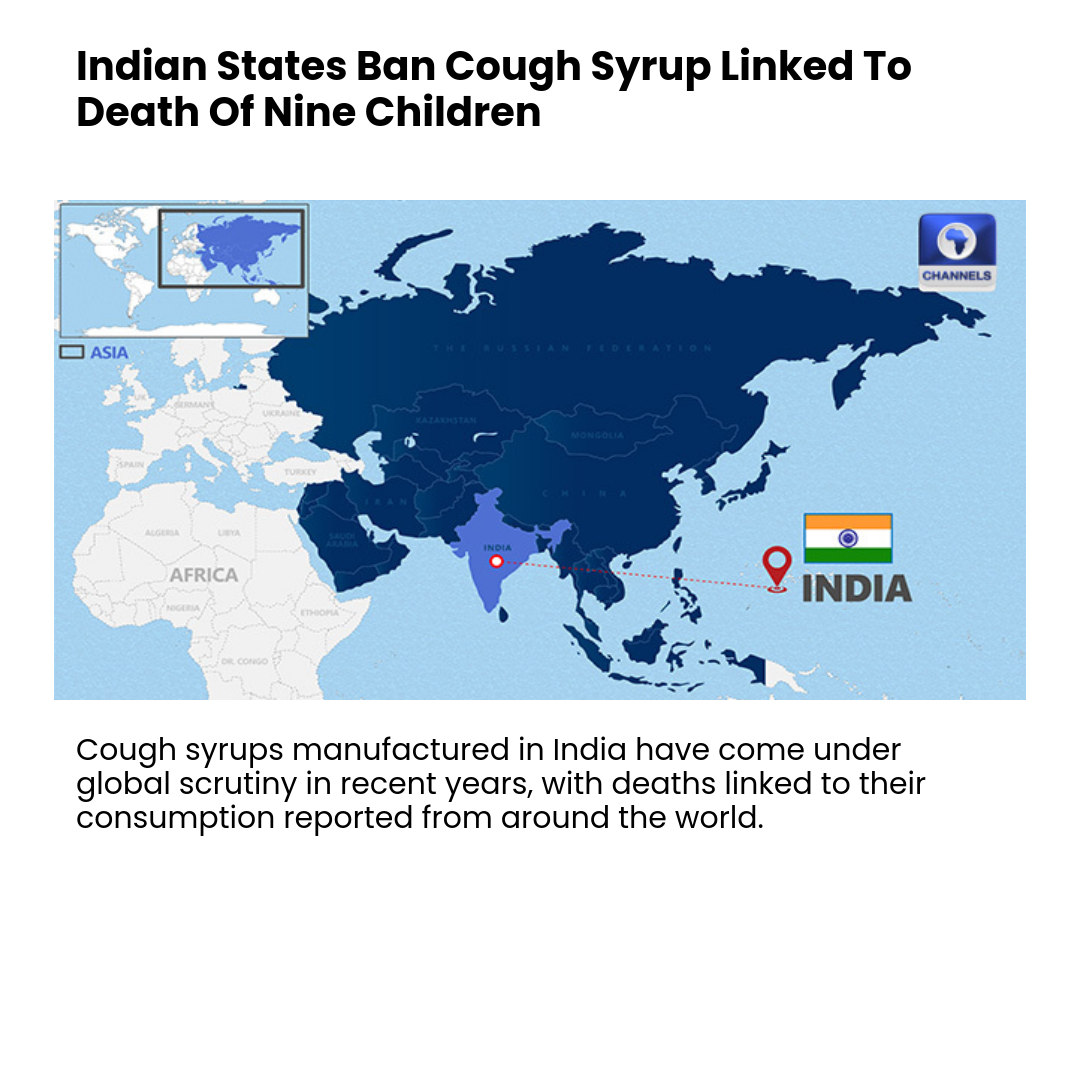 Indian States Ban Cough Syrup Linked To
Death Of Nine Children
CHANNELS
ASIA
THE RUSSIAN FEDERATION
UK
GERMANY
UKRAINE
KAZAKHSTAN
MONGOLIA
SPAIN
TURKEY
IRAN
CHINA
ALGERIA
LIBYA
SAUDI
ARABIA
INDIA
AFRICA
INDIA
NIGERIA
ETHIOPIA
DR. CONGO
Cough syrups manufactured in India have come under
global scrutiny in recent years, with deaths linked to their
consumption reported from around the world.